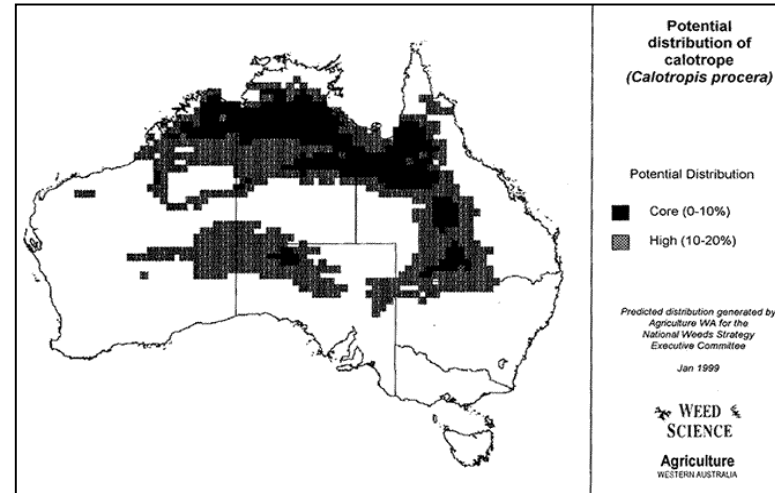 Potential
distribution of
calotrope
(Calotropis procera)
Potential Distribution
Core (0-10%)
High (10-20%)
Predicted distribution generated by
Agriculture WA for the
National Weeds Strategy
Executive Committee
Jan 1999
WEED
SCIENCE
Agriculture
WESTERN AUSTRALIA